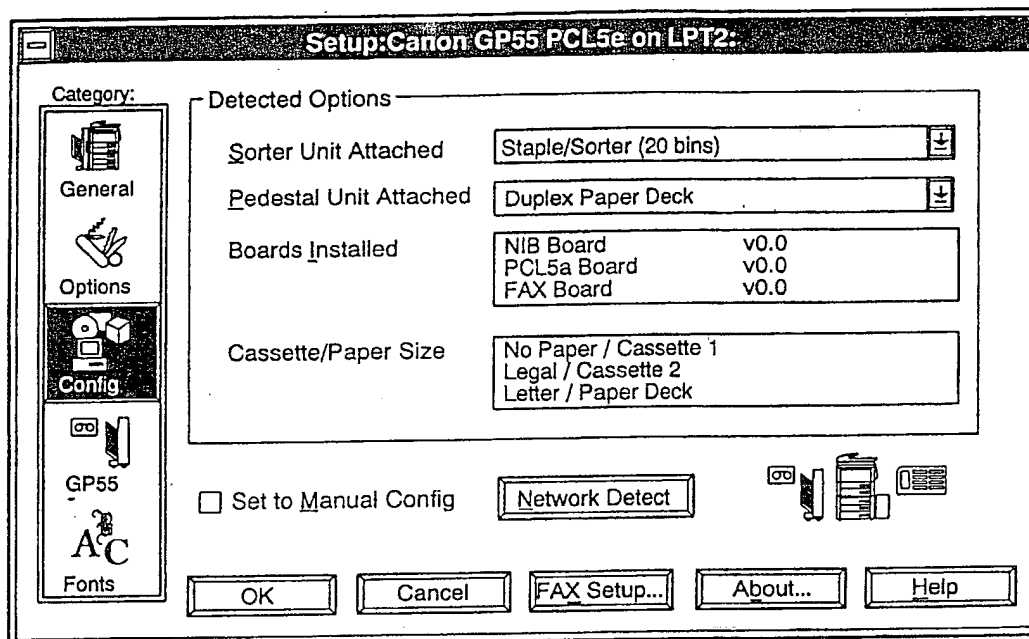 Setup:Canon GP55 PCL5e on LPT2:
Category:
General
Options
Config
GP55
A C
Fonts
Detected Options
Sorter Unit Attached
Staple/Sorter (20 bins)
Pedestal Unit Attached
Duplex Paper Deck
Boards Installed
NIB Board v0.0
PCL5a Board v0.0
FAX Board v0.0
Cassette/Paper Size
No Paper / Cassette 1
Legal / Cassette 2
Letter / Paper Deck
Set to Manual Config
Network Detect
OK
Cancel
FAX Setup...
About...
Help